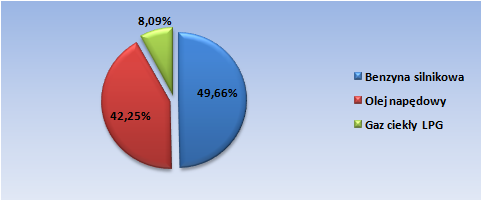 8,09%
49,66%
42,25%
Benzyna silnikowa
Olej napędowy
Gaz ciekły LPG